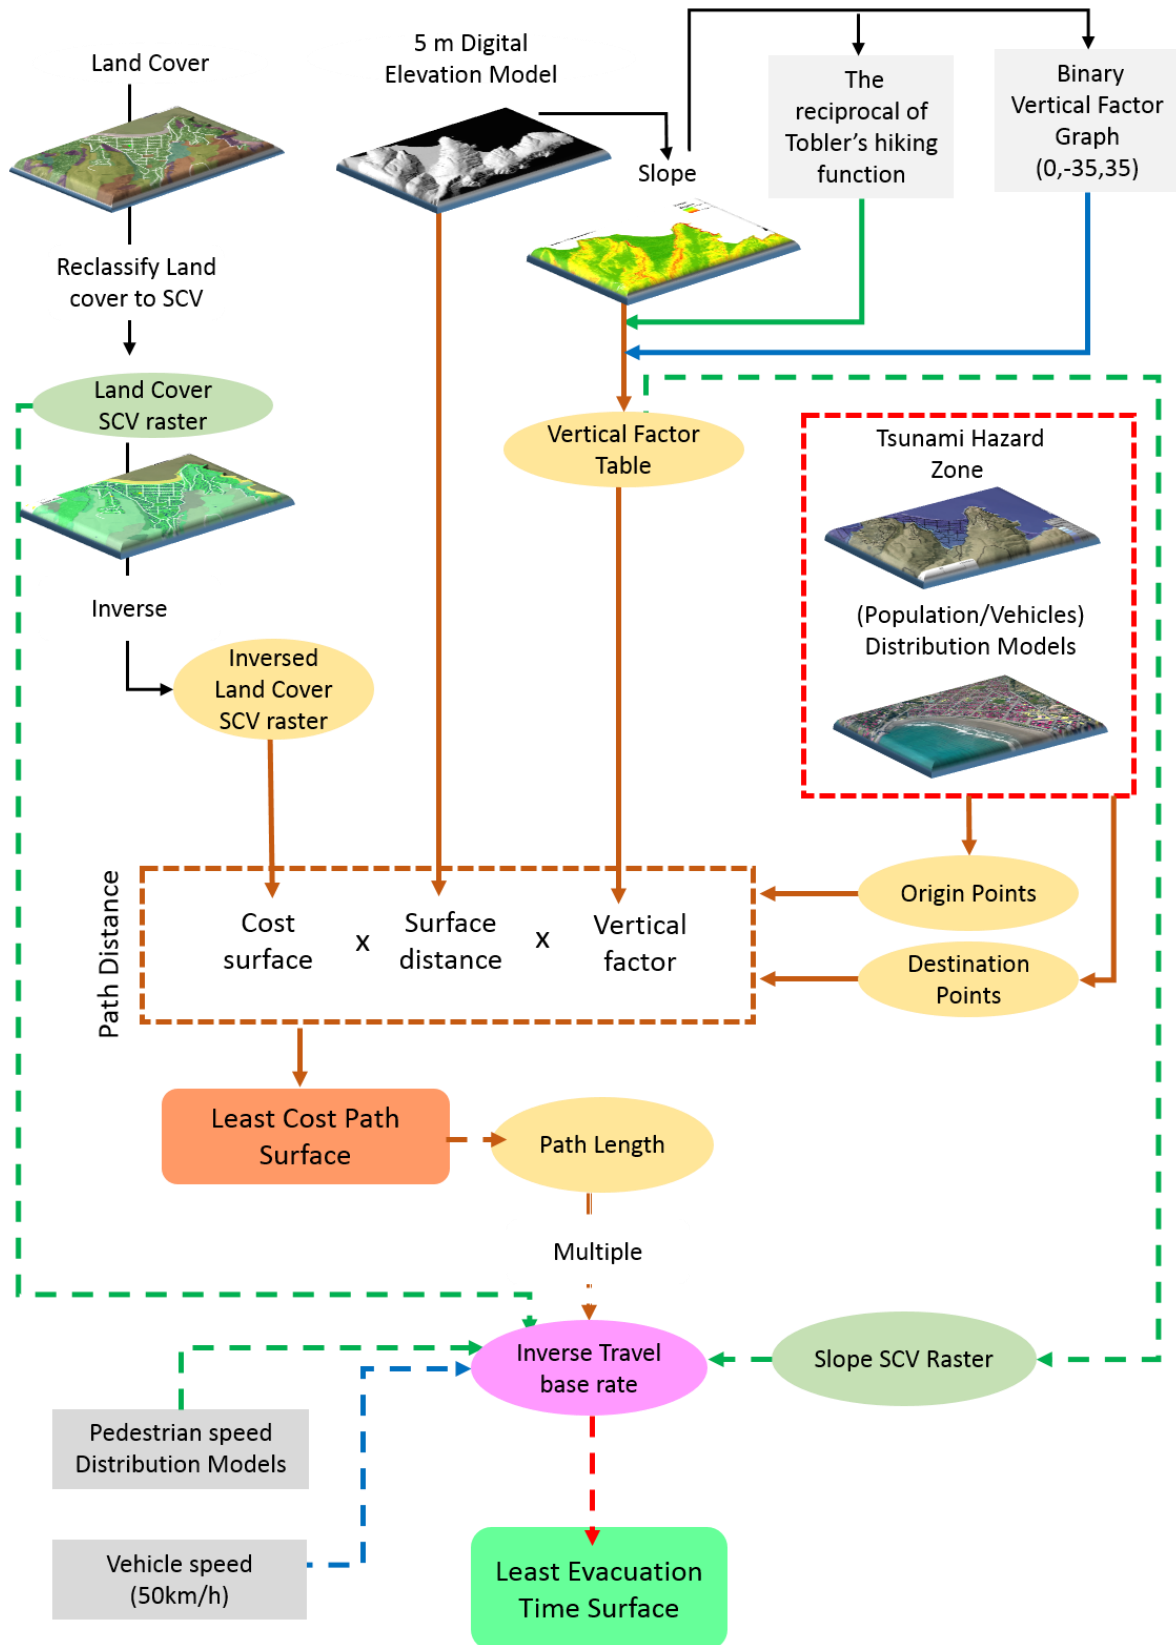 Land Cover
5 m Digital
Elevation Model
The
reciprocal of
Tobler's hiking
function
Binary
Vertical Factor
Graph
(0,-35,35)
Slope
Reclassify Land
cover to SCV
Land Cover
SCV raster
Vertical Factor
Table
Tsunami Hazard
Zone
(Population/Vehicles)
Distribution Models
Inverse
Inversed
Land Cover
SCV raster
Path Distance
Cost
surface
x
Surface
distance
x
Vertical
factor
Origin Points
Destination
Points
Least Cost Path
Surface
Path Length
Multiple
Inverse Travel
base rate
Slope SCV Raster
Pedestrian speed
Distribution Models
Vehicle speed
(50km/h)
Least Evacuation
Time Surface